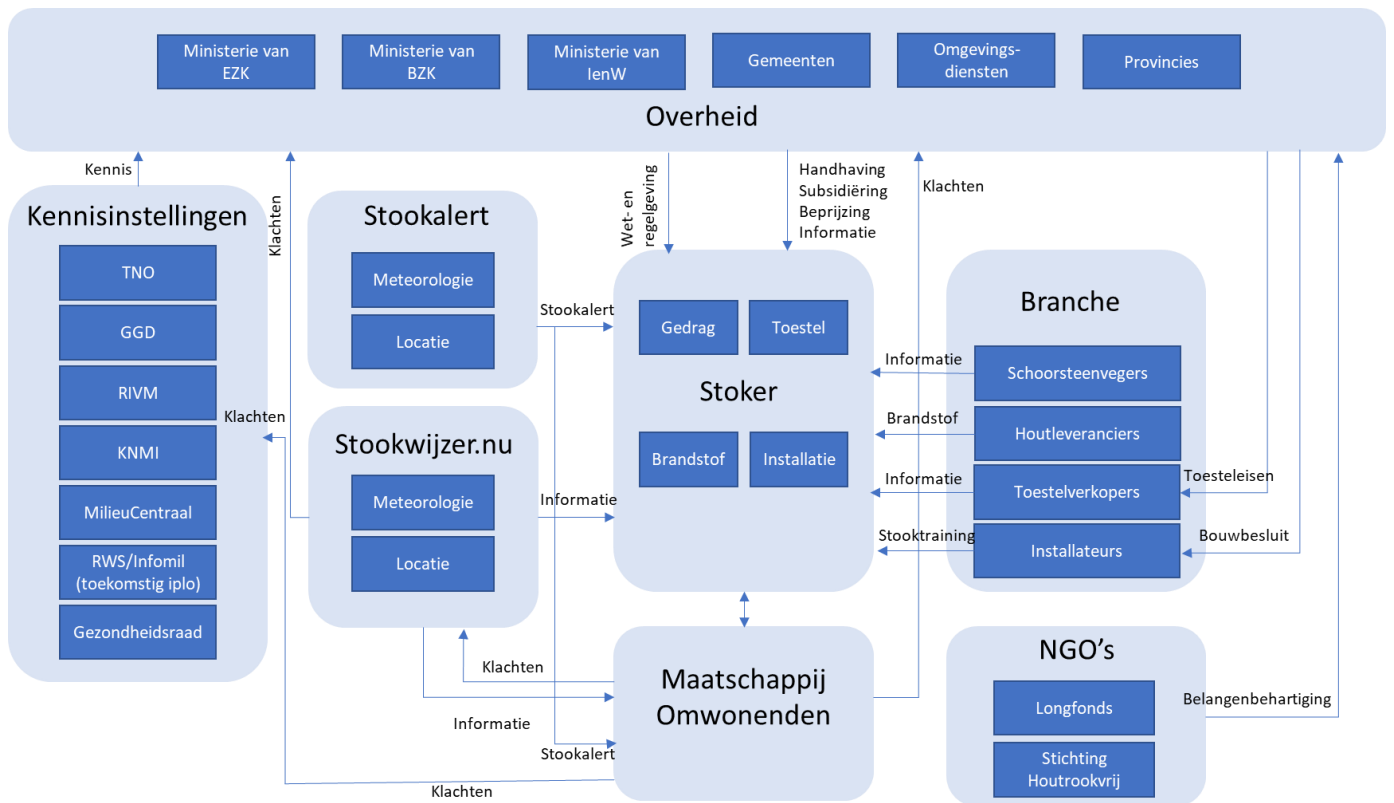 Ministerie van
EZK
Ministerie van
BZK
Ministerie van
IenW
Gemeenten
Omgevings-
diensten
Provincies
Overheid
Kennis
Klachten
Wet- en
regelgeving
Handhaving
Subsidiëring
Beprijzing
Informatie
Klachten
Kennisinstellingen
TNO
GGD
RIVM
KNMI
MilieuCentraal
RWS/Infomil
(toekomstig iplo)
Gezondheidsraad
Klachten
Stookalert
Meteorologie
Locatie
Stookalert
Stookwijzer.nu
Meteorologie
Locatie
Informatie
Gedrag
Toestel
Stoker
Brandstof
Installatie
Branche
Informatie
Schoorsteenvegers
Brandstof
Houtleveranciers
Informatie
Toestelverkopers
Toesteleisen
Stooktraining
Installateurs
Bouwbesluit
Klachten
Informatie
Stookalert
Klachten
Maatschappij
Omwonenden
NGO’s
Longfonds
Stichting
Houtrookvrij
Belangenbehartiging